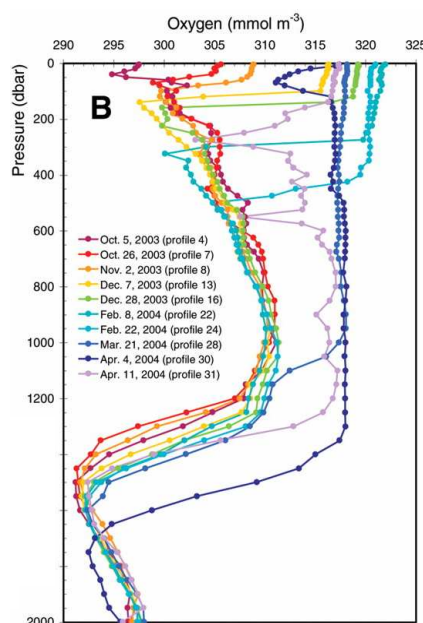 Oxygen (mmol m-3)
290 295 300 305 310 315 320 325
Pressure (dbar)
B
0
200
400
600
800
1000
1200
2000
Oct. 5, 2003 (profile 4)
Oct. 26, 2003 (profile 7)
Nov. 2, 2003 (profile 8)
Dec. 7, 2003 (profile 13)
Dec. 28, 2003 (profile 16)
Feb. 8, 2004 (profile 22)
Feb. 22, 2004 (profile 24)
Mar. 21, 2004 (profile 28)
Apr. 4, 2004 (profile 30)
Apr. 11, 2004 (profile 31)